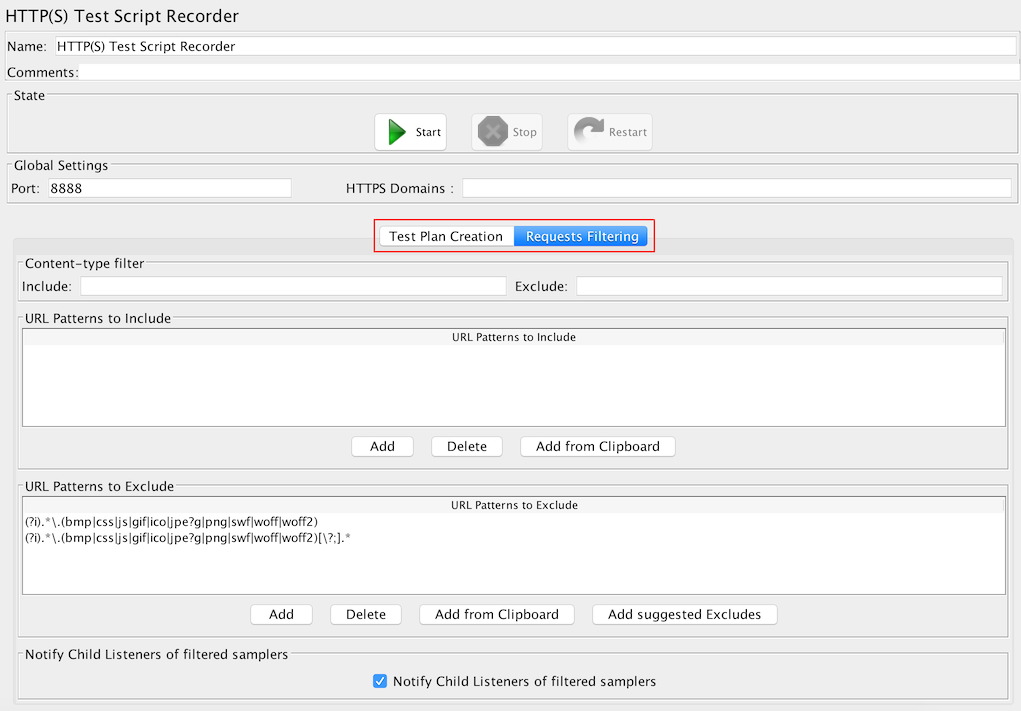 HTTP(S) Test Script Recorder
Name: HTTP(S) Test Script Recorder
Comments:
State
Start Stop Restart
Global Settings
Port: 8888 HTTPS Domains :
Test Plan Creation Requests Filtering
Content-type filter
Include: Exclude:
URL Patterns to Include
URL Patterns to Include
Add Delete Add from Clipboard
URL Patterns to Exclude
URL Patterns to Exclude
(?i).*\.(bmp|css|js|gif|ico|jpe?g|png|swf|woff|woff2)
(?i).*\.(bmp|css|js|gif|ico|jpe?g|png|swf|woff|woff2)[\?;].*
Add Delete Add from Clipboard Add suggested Excludes
Notify Child Listeners of filtered samplers
Notify Child Listeners of filtered samplers